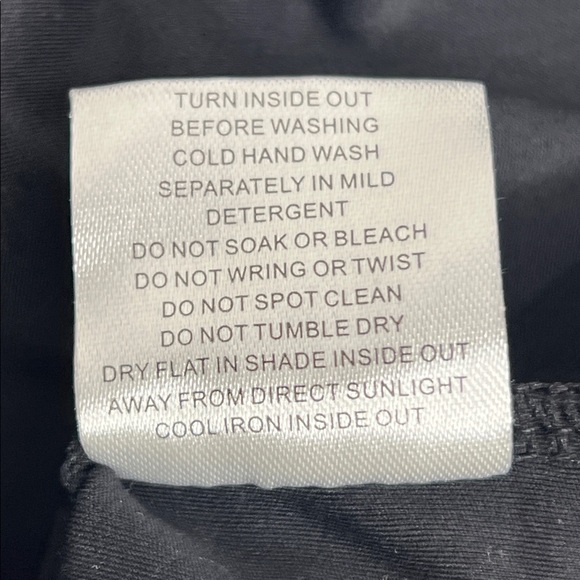 TURN INSIDE OUT
BEFORE WASHING
COLD HAND WASH
SEPARATELY IN MILD
DETERGENT
DO NOT SOAK OR BLEACH
DO NOT WRING OR TWIST
DO NOT SPOT CLEAN
DO NOT TUMBLE DRY
DRY FLAT IN SHADE INSIDE OUT
AWAY FROM DIRECT SUNLIGHT
COOL IRON INSIDE OUT